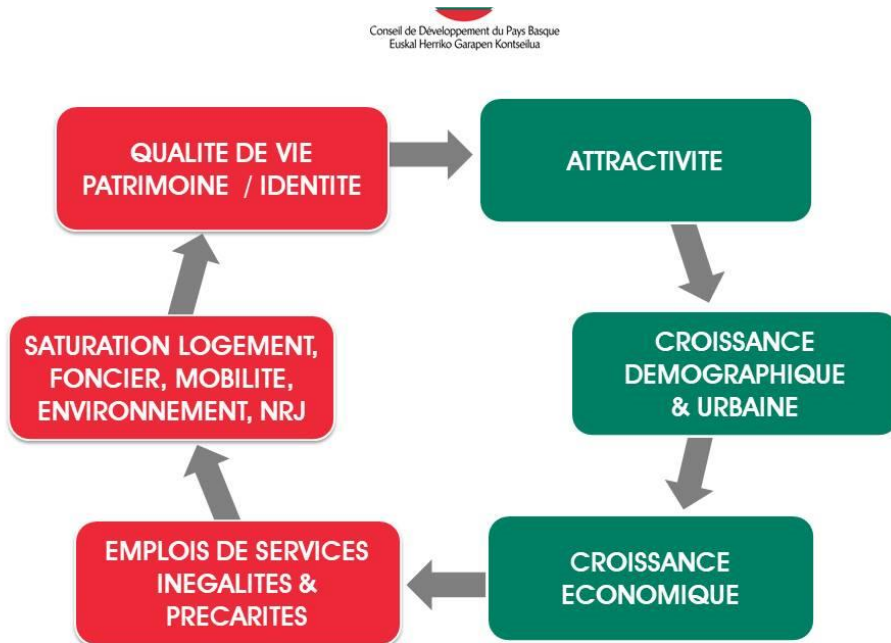 Conseil de Développement du Pays Basque
Euskal Herriko Garapen Kontseilua
QUALITE DE VIE
PATRIMOINE / IDENTITE
ATTRACTIVITE
CROISSANCE
DEMOGRAPHIQUE
& URBAINE
CROISSANCE
ECONOMIQUE
EMPLOIS DE SERVICES
INEGALITES &
PRECARITES
SATURATION LOGEMENT,
FONCIER, MOBILITE,
ENVIRONNEMENT, NRJ